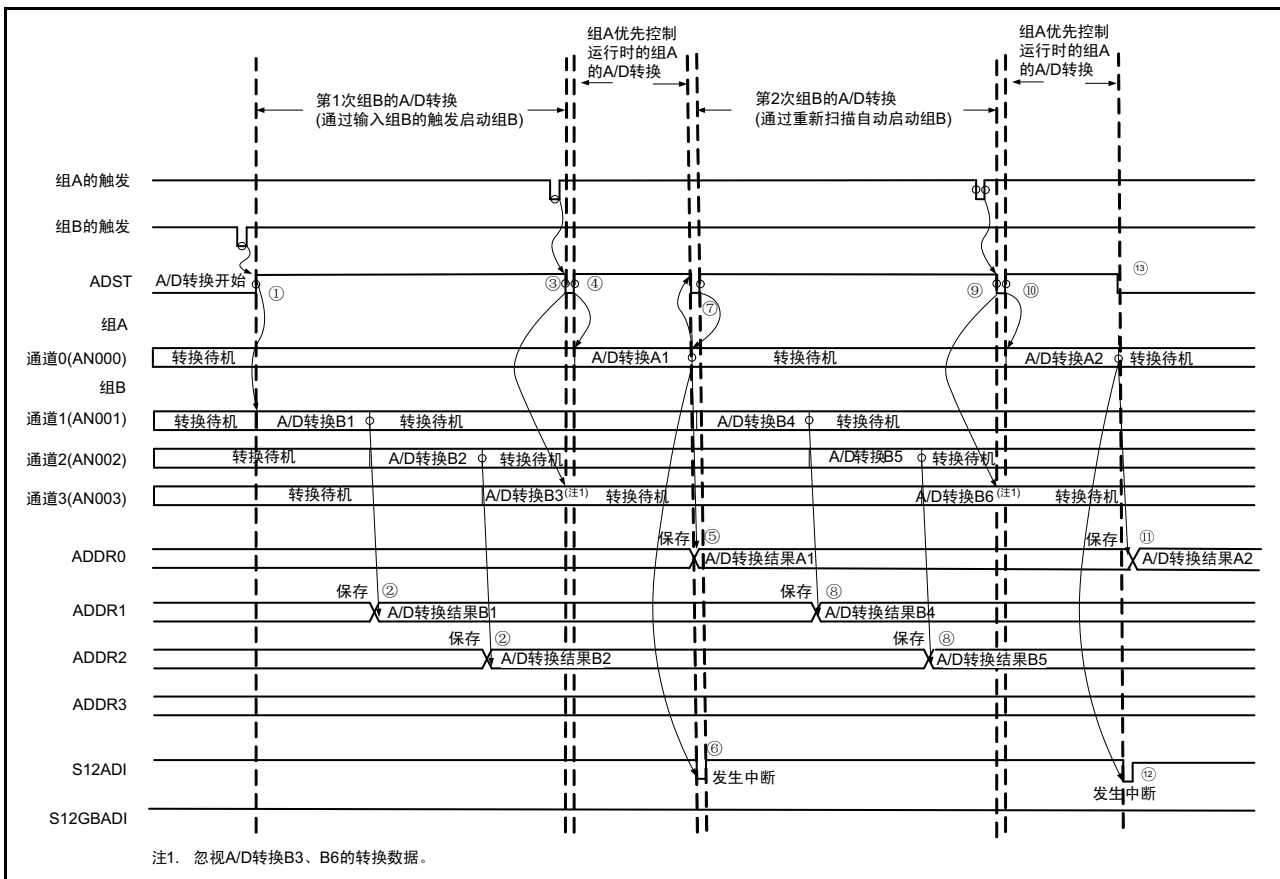 组A优先控制
运行时的组A
的A/D转换
组A优先控制
运行时的组A
的A/D转换
第1次组B的A/D转换
(通过输入组B的触发启动组B)
第2次组B的A/D转换
(通过重新扫描自动启动组B)
组A的触发
组B的触发
ADST
A/D转换开始
①
③
④
⑦
⑨
⑩
⑬
组A
通道0(AN000)
转换待机
A/D转换A1
转换待机
A/D转换A2
转换待机
组B
通道1(AN001)
转换待机
A/D转换B1
转换待机
A/D转换B4
转换待机
通道2(AN002)
转换待机
A/D转换B2
转换待机
A/D转换B5
转换待机
通道3(AN003)
转换待机
A/D转换B3(注1)
转换待机
A/D转换B6(注1)
转换待机
ADDR0
保存
⑤
A/D转换结果A1
保存
⑪
A/D转换结果A2
ADDR1
保存
②
A/D转换结果B1
保存
⑧
A/D转换结果B4
ADDR2
保存
②
A/D转换结果B2
保存
⑧
A/D转换结果B5
ADDR3
S12ADI
⑥
发生中断
⑫
发生中断
S12GBADI
注1. 忽视A/D转换B3、B6的转换数据。